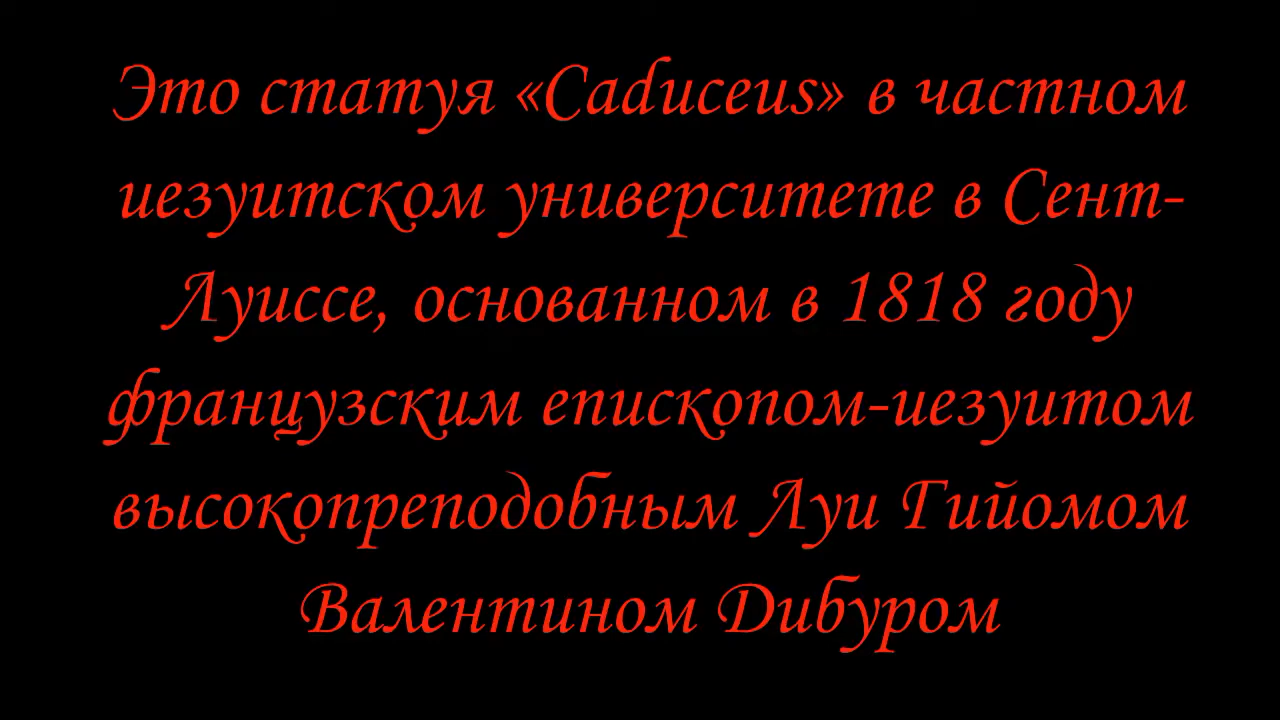 Это статуя «Caduceus» в частном
иезуитском университете в Сент-
Луиссе, основанном в 1818 году
французским епископом-иезуитом
высокопреподобным Луи Гийомом
Валентином Дибуром